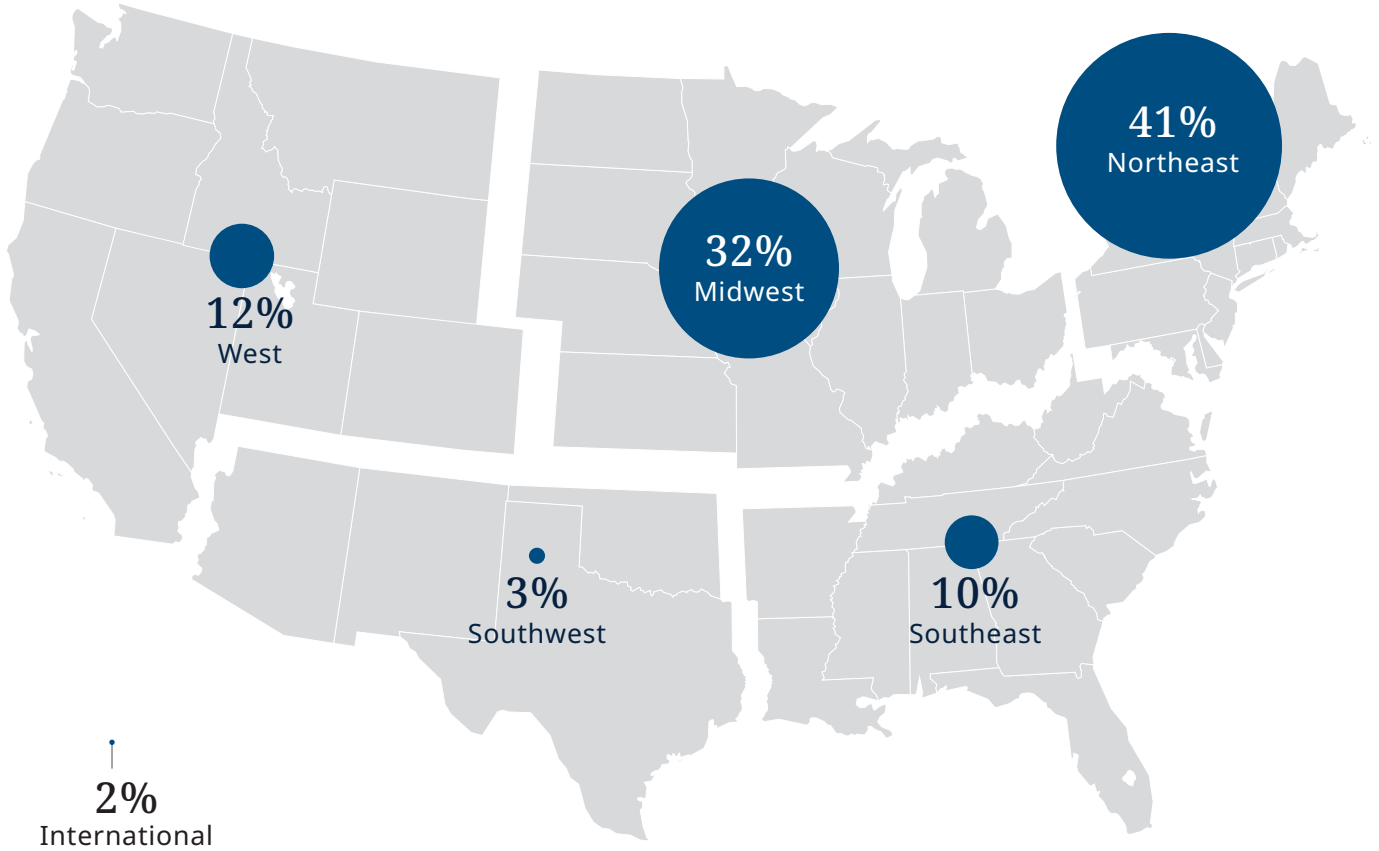 41%
Northeast
32%
Midwest
12%
West
3%
Southwest
10%
Southeast
2%
International